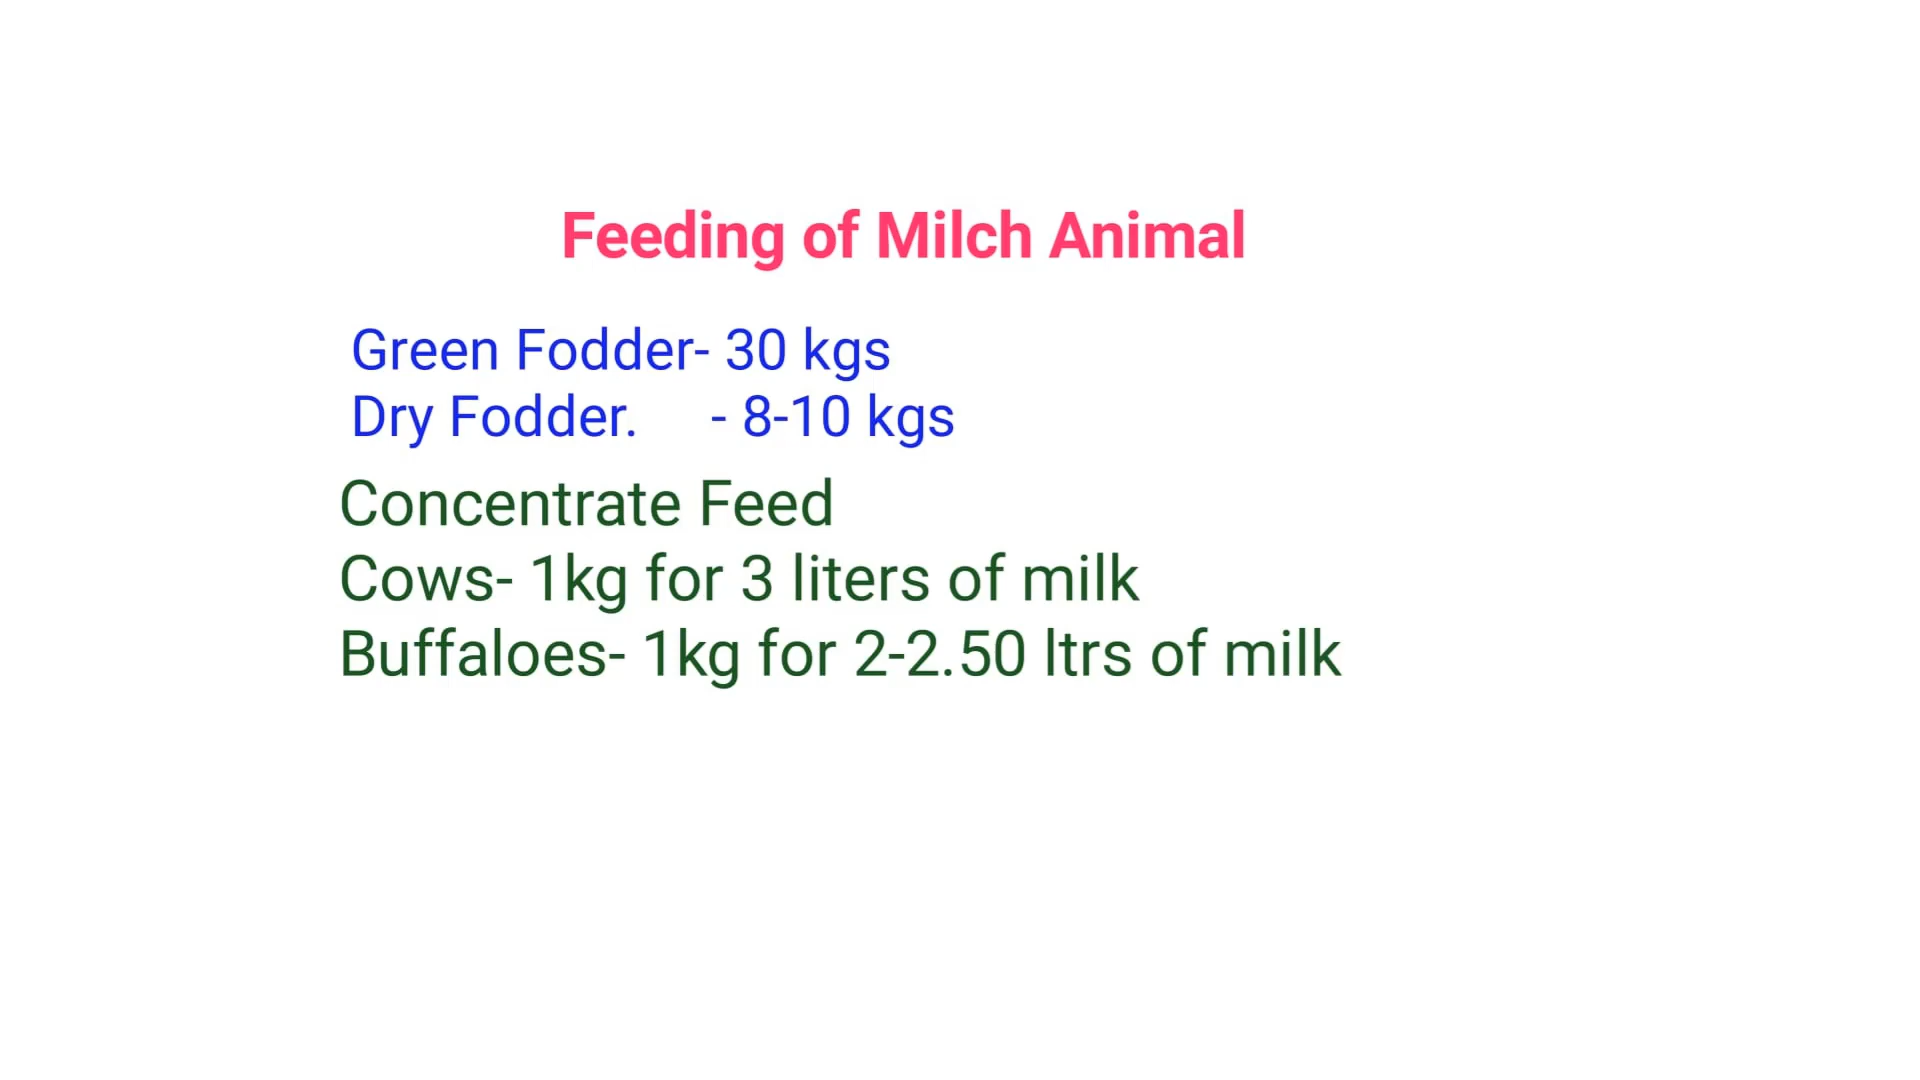 Feeding of Milch Animal
Green Fodder- 30 kgs
Dry Fodder. - 8-10 kgs
Concentrate Feed
Cows- 1kg for 3 liters of milk
Buffaloes- 1kg for 2-2.50 ltrs of milk